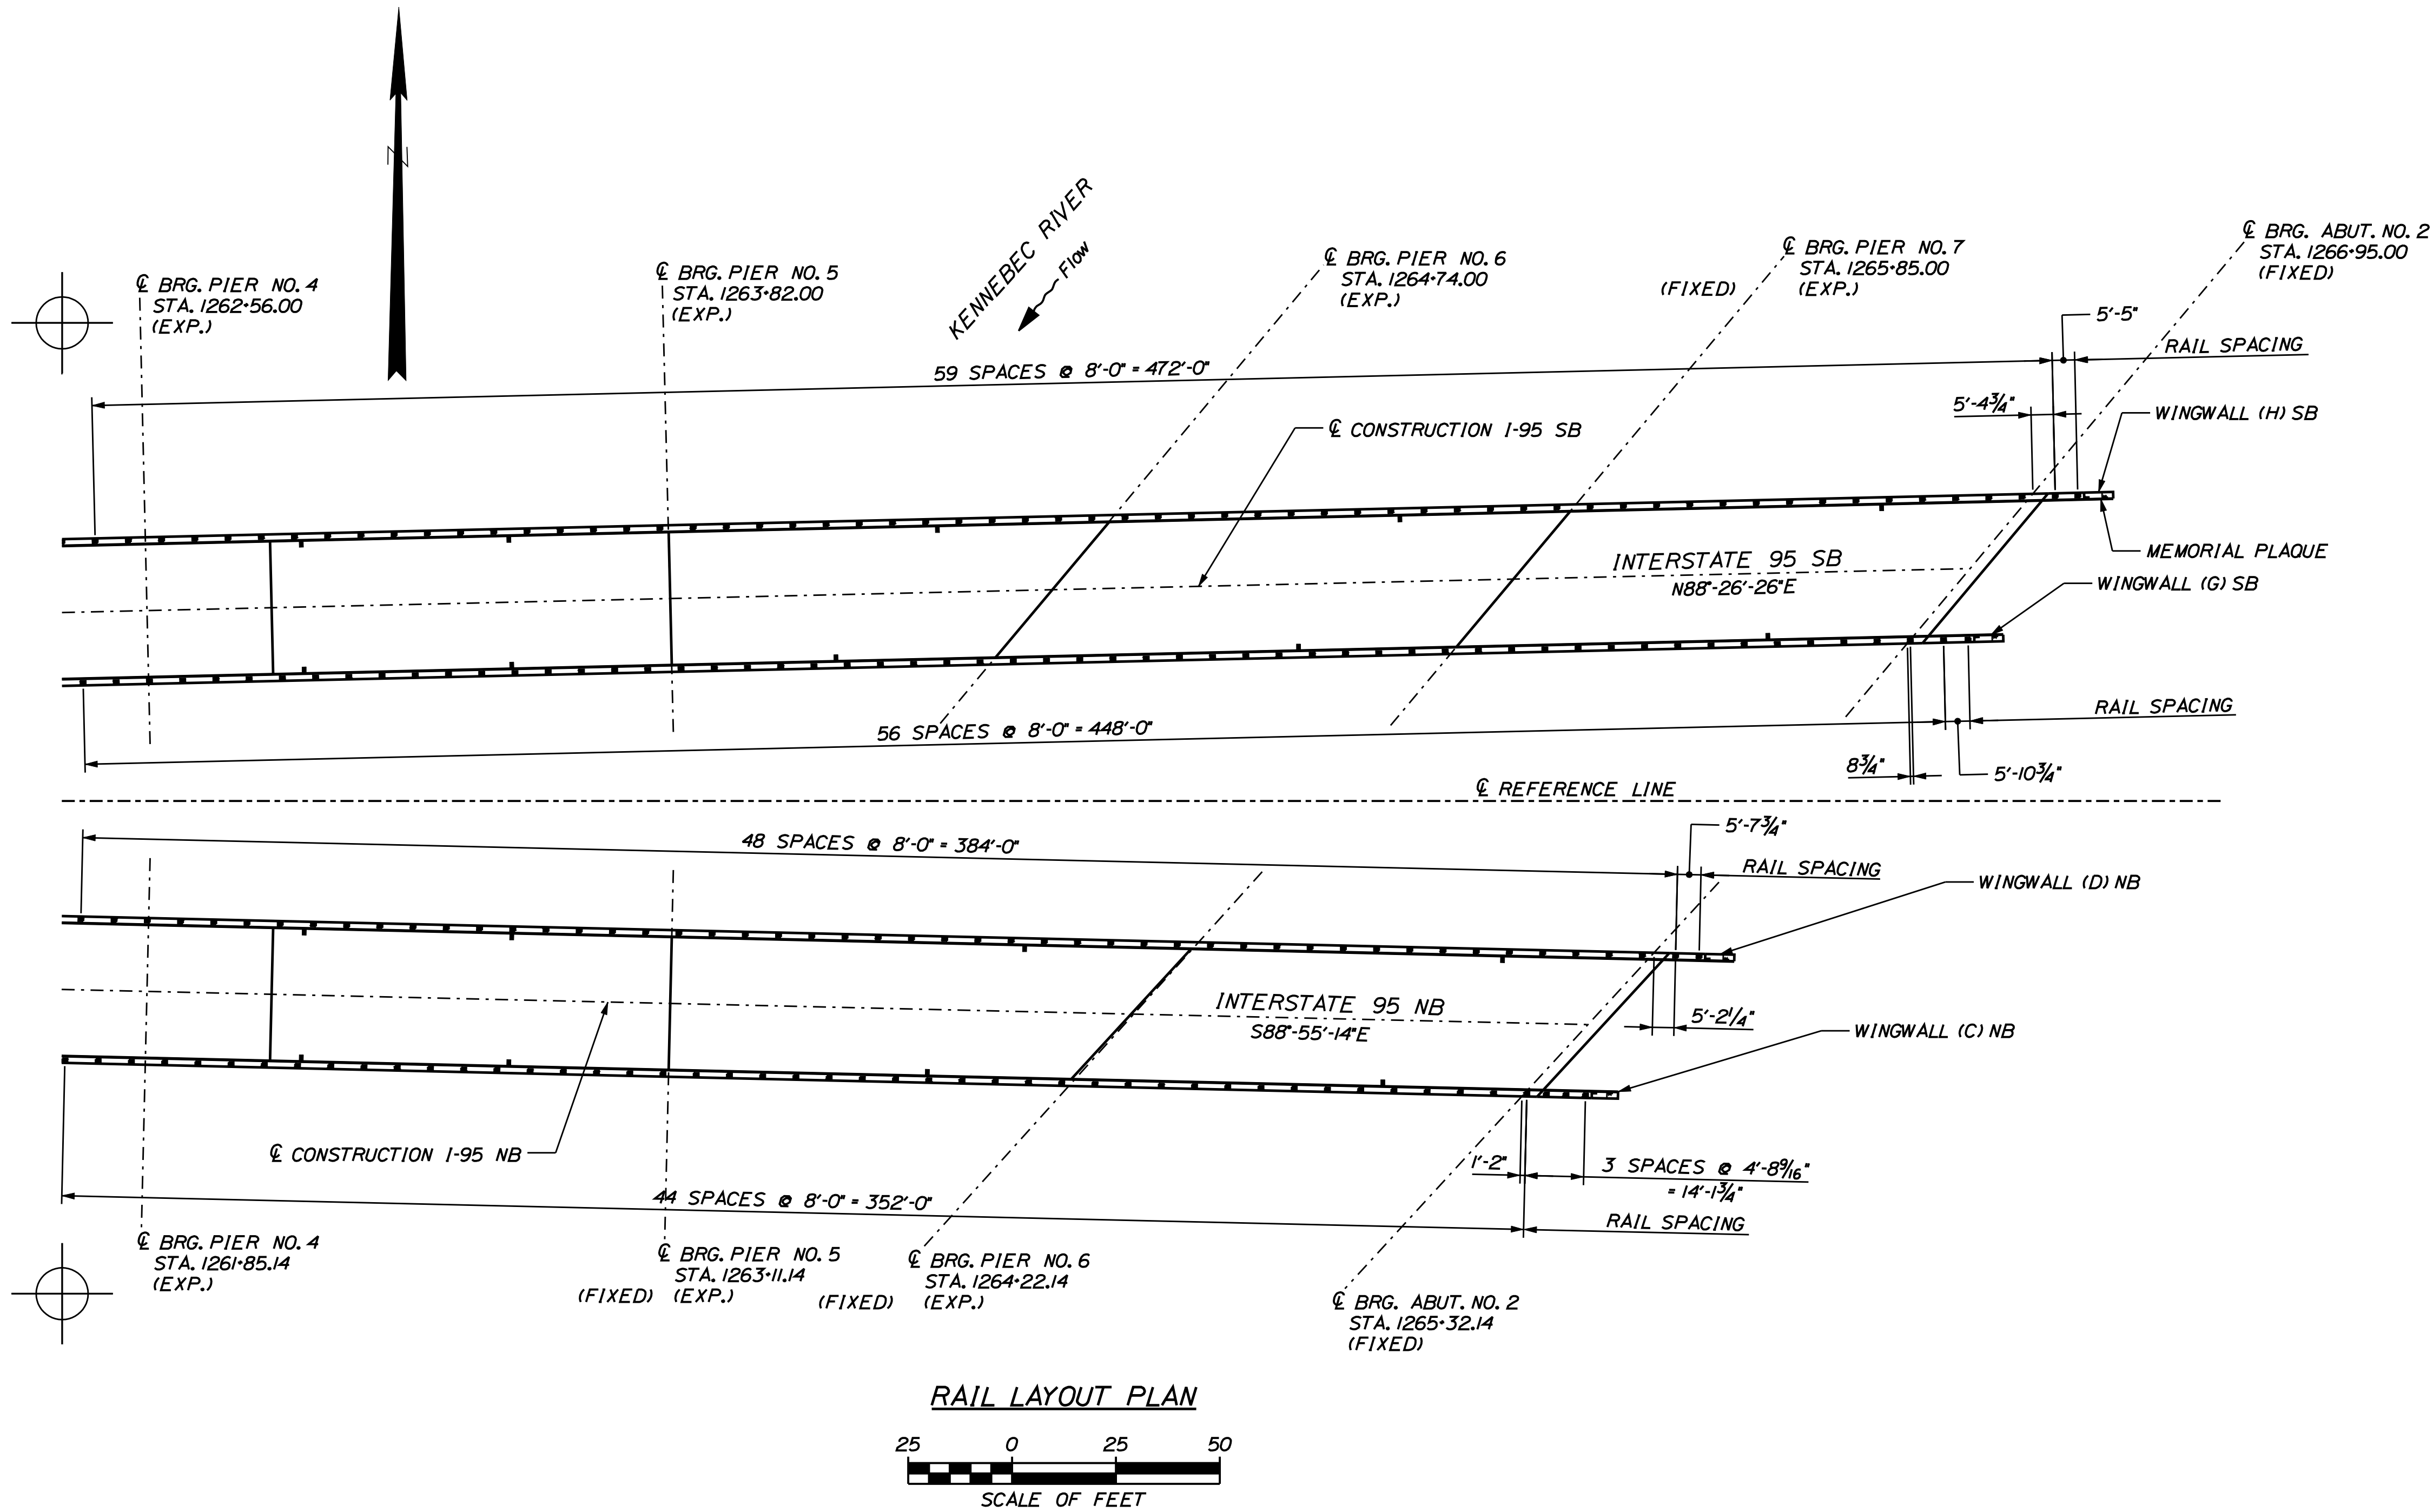 N
KENNEBEC RIVER
Flow
℄ BRG. PIER NO. 4
STA. 1262+56.00
(EXP.)
℄ BRG. PIER NO. 5
STA. 1263+82.00
(EXP.)
℄ BRG. PIER NO. 6
STA. 1264+74.00
(EXP.)
(FIXED)
℄ BRG. PIER NO. 7
STA. 1265+85.00
(EXP.)
℄ BRG. ABUT. NO. 2
STA. 1266+95.00
(FIXED)
5'-5"
RAIL SPACING
59 SPACES @ 8'-0" = 472'-0"
5'-4¾"
WINGWALL (H) SB
℄ CONSTRUCTION I-95 SB
INTERSTATE 95 SB
N88°-26'-26"E
MEMORIAL PLAQUE
WINGWALL (G) SB
RAIL SPACING
56 SPACES @ 8'-0" = 448'-0"
8¾"
5'-10¾"
℄ REFERENCE LINE
48 SPACES @ 8'-0" = 384'-0"
5'-7¾"
RAIL SPACING
WINGWALL (D) NB
INTERSTATE 95 NB
S88°-55'-14"E
5'-2¼"
WINGWALL (C) NB
℄ CONSTRUCTION I-95 NB
1'-2"
3 SPACES @ 4'-8⁹⁄₁₆"
= 14'-1¾"
44 SPACES @ 8'-0" = 352'-0"
RAIL SPACING
℄ BRG. PIER NO. 4
STA. 1261+85.14
(EXP.)
℄ BRG. PIER NO. 5
STA. 1263+11.14
(FIXED) (EXP.)
℄ BRG. PIER NO. 6
STA. 1264+22.14
(FIXED) (EXP.)
℄ BRG. ABUT. NO. 2
STA. 1265+32.14
(FIXED)
RAIL LAYOUT PLAN
25 0 25 50
SCALE OF FEET